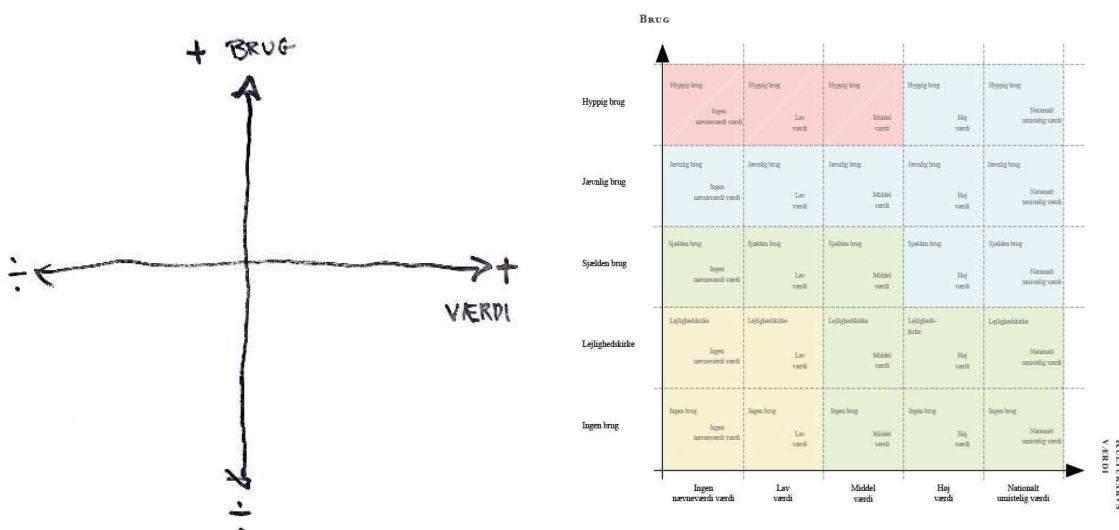 + BRUG
÷
+
VÆRDI
÷
BRUG
Hyppig brug
Hyppig brug
Ingen
nævneværdi værdi
Hyppig brug
Lav
værdi
Hyppig brug
Middel
værdi
Hyppig brug
Høj
værdi
Hyppig brug
Nationalt
umistelig værdi
Jævnlig brug
Jævnlig brug
Ingen
nævneværdi værdi
Jævnlig brug
Lav
værdi
Jævnlig brug
Middel
værdi
Jævnlig brug
Høj
værdi
Jævnlig brug
Nationalt
umistelig værdi
Sjælden brug
Sjælden brug
Ingen
nævneværdi værdi
Sjælden brug
Lav
værdi
Sjælden brug
Middel
værdi
Sjælden brug
Høj
værdi
Sjælden brug
Nationalt
umistelig værdi
Lejlighedskirke
Lejlighedskirke
Ingen
nævneværdi værdi
Lejlighedskirke
Lav
værdi
Lejlighedskirke
Middel
værdi
Lejligheds-
kirke
Høj
værdi
Lejlighedskirke
Nationalt
umistelig værdi
Ingen brug
Ingen brug
Ingen
nævneværdi værdi
Ingen brug
Lav
værdi
Ingen brug
Middel
værdi
Ingen brug
Høj
værdi
Ingen brug
Nationalt
umistelig værdi
Ingen
nævneværdi værdi
Lav
værdi
Middel
værdi
Høj
værdi
Nationalt
umistelig værdi
VÆRDI